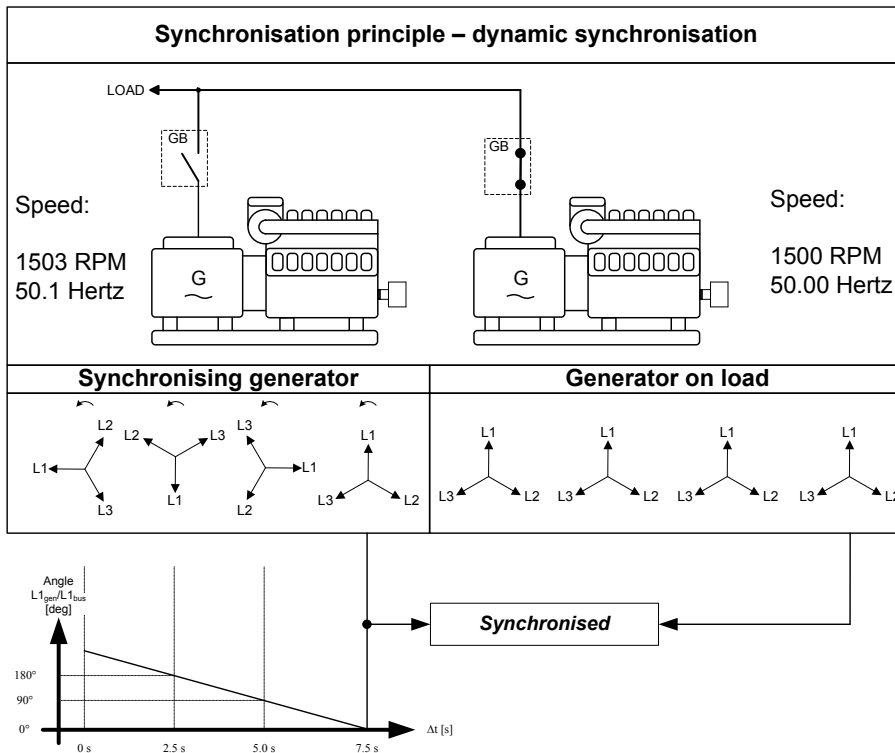 Synchronisation principle – dynamic synchronisation
LOAD
GB
GB
Speed:
1503 RPM
50.1 Hertz
G
G
Speed:
1500 RPM
50.00 Hertz
Synchronising generator
Generator on load
L2
L1
L3
L2
L3
L1
L3
L1
L2
L1
L3
L2
L1
L3
L2
L1
L3
L2
L1
L3
L2
L1
L3
L2
Angle
L1gen/L1bus
[deg]
180°
90°
0°
0 s
2.5 s
5.0 s
7.5 s
Δt [s]
Synchronised